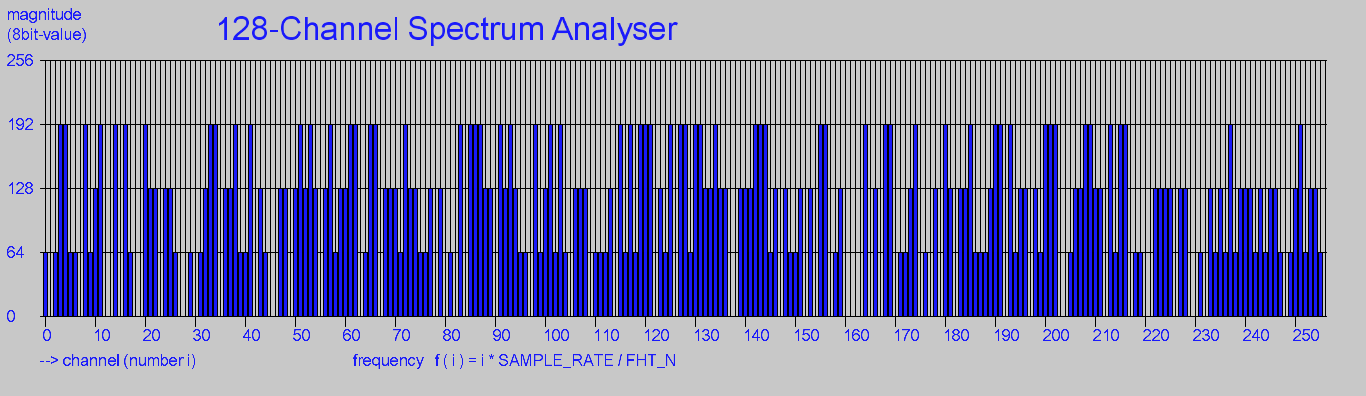 magnitude
(8bit-value)
128-Channel Spectrum Analyser
256
192
128
64
0
0 10 20 30 40 50 60 70 80 90 100 110 120 130 140 150 160 170 180 190 200 210 220 230 240 250
--> channel (number i) frequency f ( i ) = i * SAMPLE_RATE / FHT_N